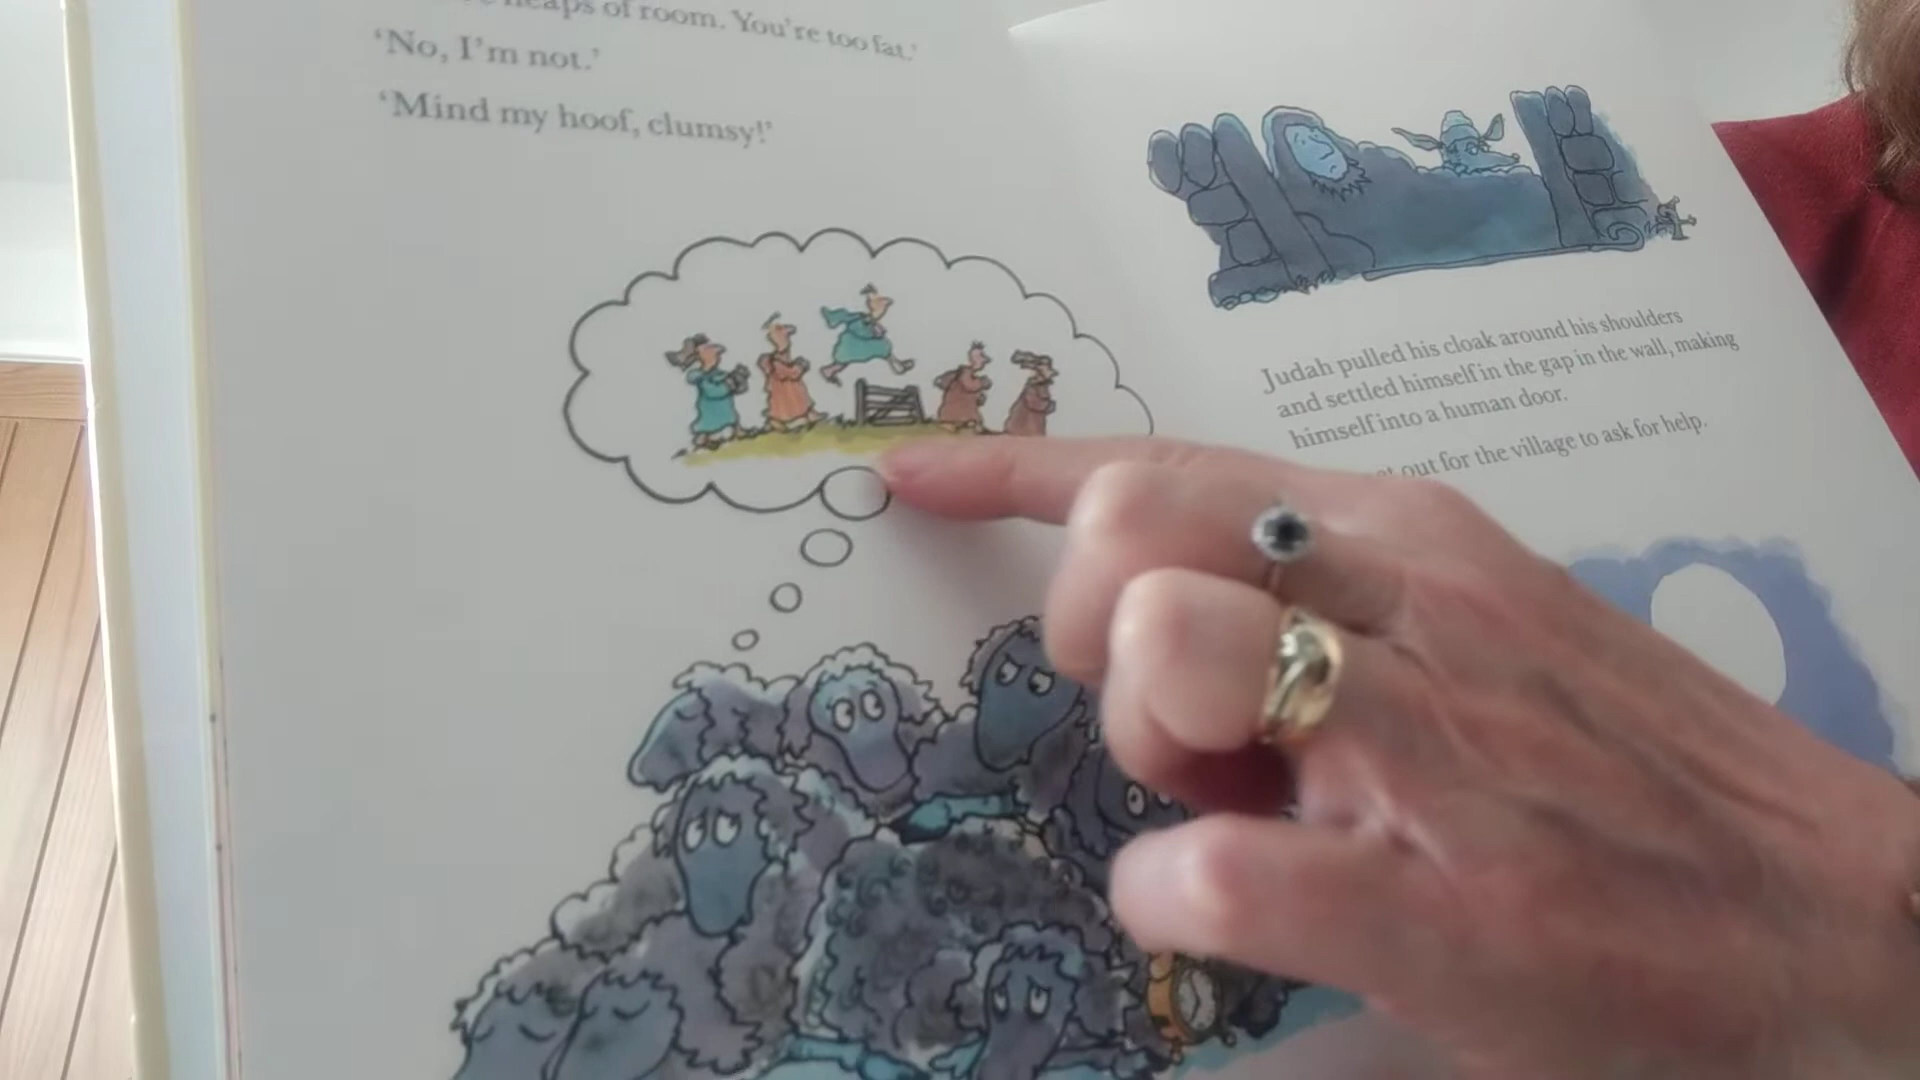 heaps of room. You're too fat.'
'No, I'm not.'
'Mind my hoof, clumsy!'
Judah pulled his cloak around his shoulders
and settled himself in the gap in the wall, making
himself into a human door.
out for the village to ask for help.